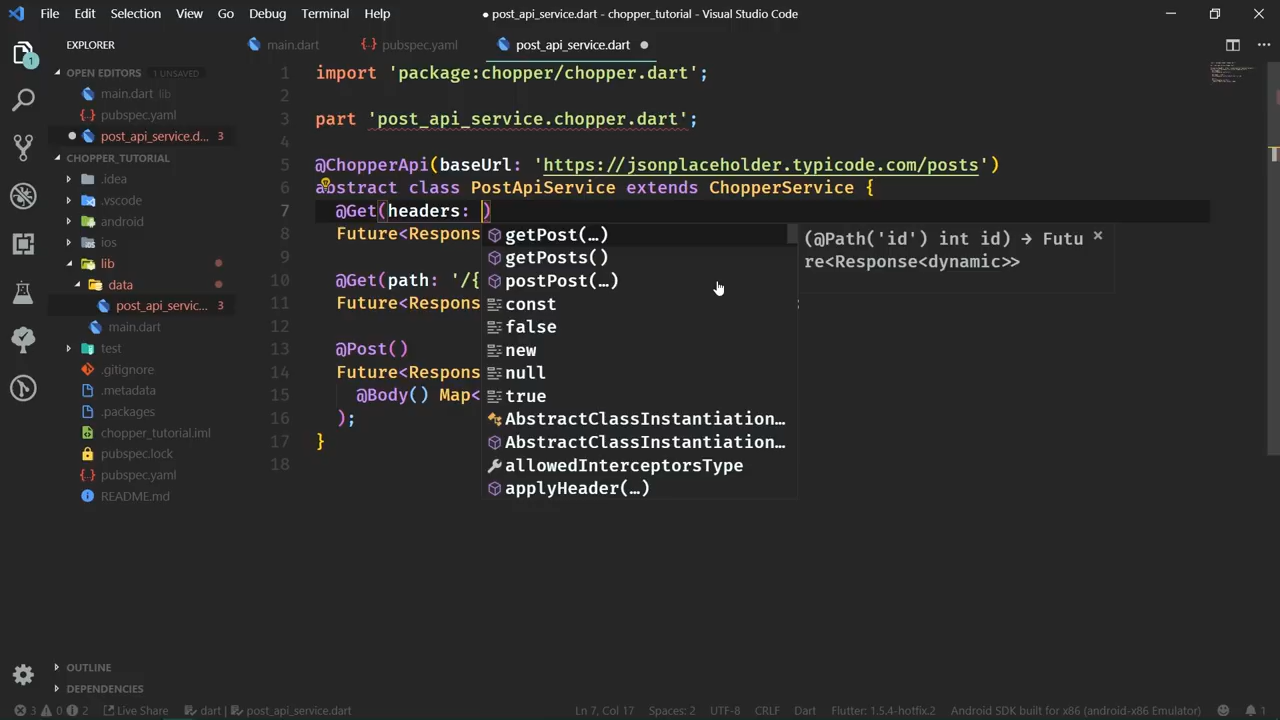 File Edit Selection View Go Debug Terminal Help
● post_api_service.dart - chopper_tutorial - Visual Studio Code
EXPLORER
main.dart
pubspec.yaml
post_api_service.dart
1
OPEN EDITORS 1 UNSAVED
main.dart lib
pubspec.yaml
post_api_service.d... 3
CHOPPER_TUTORIAL
.idea
.vscode
android
ios
lib
data
post_api_servic... 3
main.dart
test
.gitignore
.metadata
.packages
chopper_tutorial.iml
pubspec.lock
pubspec.yaml
README.md
OUTLINE
DEPENDENCIES
1 import 'package:chopper/chopper.dart';
2
3 part 'post_api_service.chopper.dart';
4
5 @ChopperApi(baseUrl: 'https://jsonplaceholder.typicode.com/posts')
6 abstract class PostApiService extends ChopperService {
7 @Get(headers: )
8 Future<Respons
9
10 @Get(path: '/{
11 Future<Respons ;
12
13 @Post()
14 Future<Respons
15 @Body() Map<
16 );
17 }
18
getPost(…)
getPosts()
postPost(…)
const
false
new
null
true
AbstractClassInstantiation…
AbstractClassInstantiation…
allowedInterceptorsType
applyHeader(…)
(@Path('id') int id) → Futu
re<Response<dynamic>>
3 0 2 Live Share dart | post_api_service.dart Ln 7, Col 17 Spaces: 2 UTF-8 CRLF Dart Flutter: 1.5.4-hotfix.2 Android SDK built for x86 (android-x86 Emulator) 1